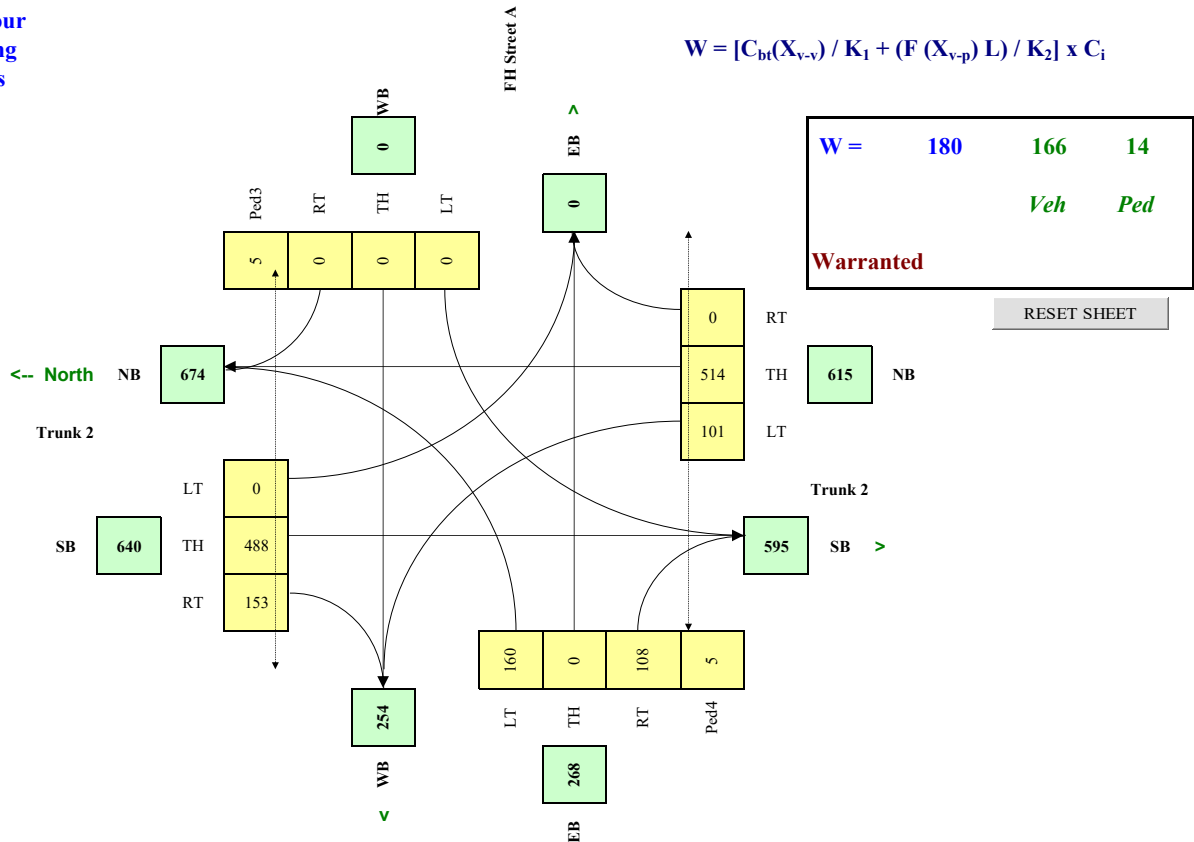 our
ng
s
FH Street A
W = [Cbt(Xv-v) / K1 + (F (Xv-p) L) / K2] x Ci
W = 180 166 14
Veh Ped
Warranted
RESET SHEET
WB
0
^
EB
0
Ped3 RT TH LT
5 0 0 0
0 RT
<-- North NB 674
514 TH 615 NB
101 LT
Trunk 2
LT 0
Trunk 2
SB 640 TH 488
595 SB >
RT 153
160 0 108 5
LT TH RT Ped4
254
WB
v
268
EB